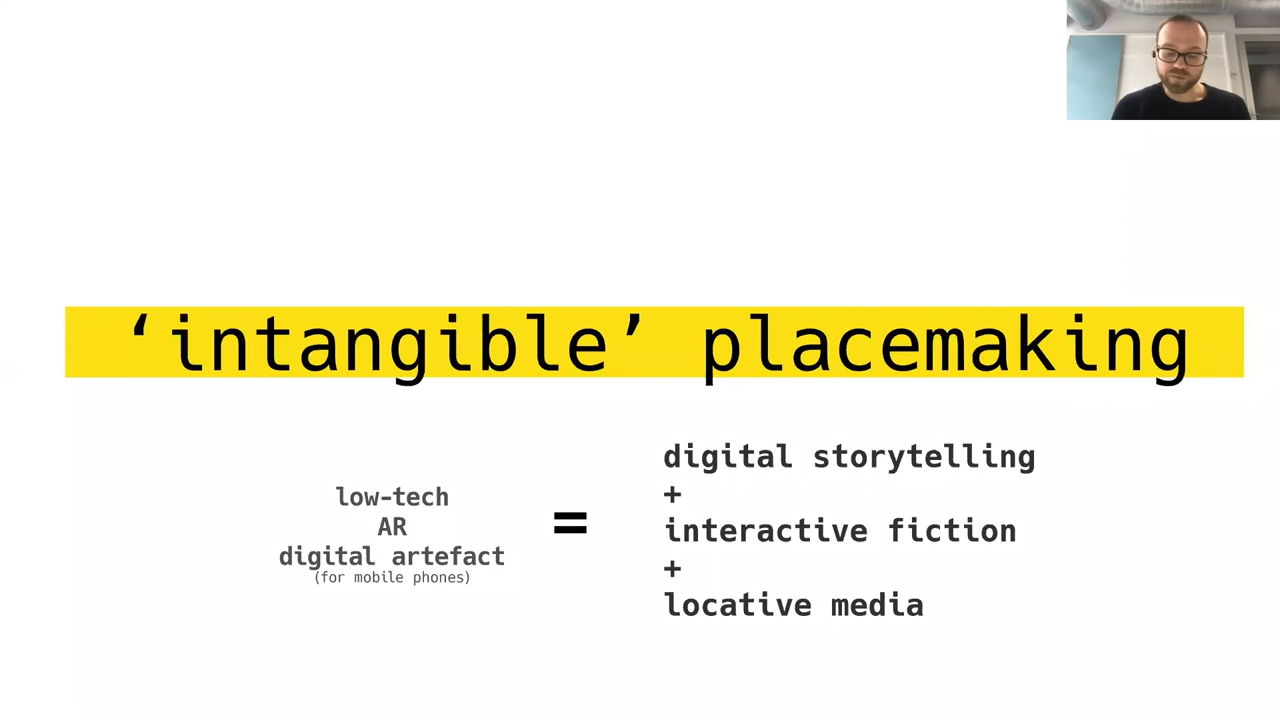 ‘intangible’ placemaking
low-tech
AR
digital artefact
(for mobile phones)
=
digital storytelling
+
interactive fiction
+
locative media